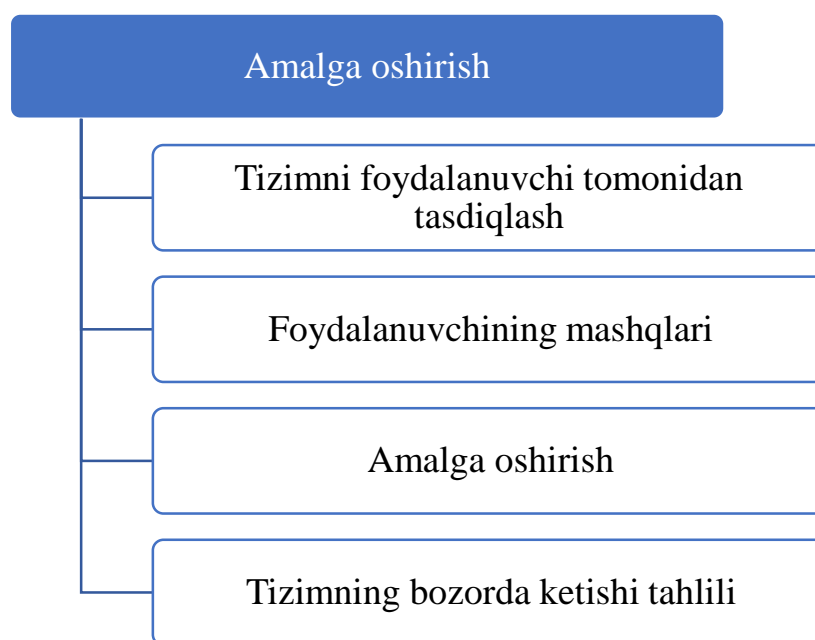 Amalga oshirish
Tizimni foydalanuvchi tomonidan
tasdiqlash
Foydalanuvchining mashqlari
Amalga oshirish
Tizimning bozorda ketishi tahlili